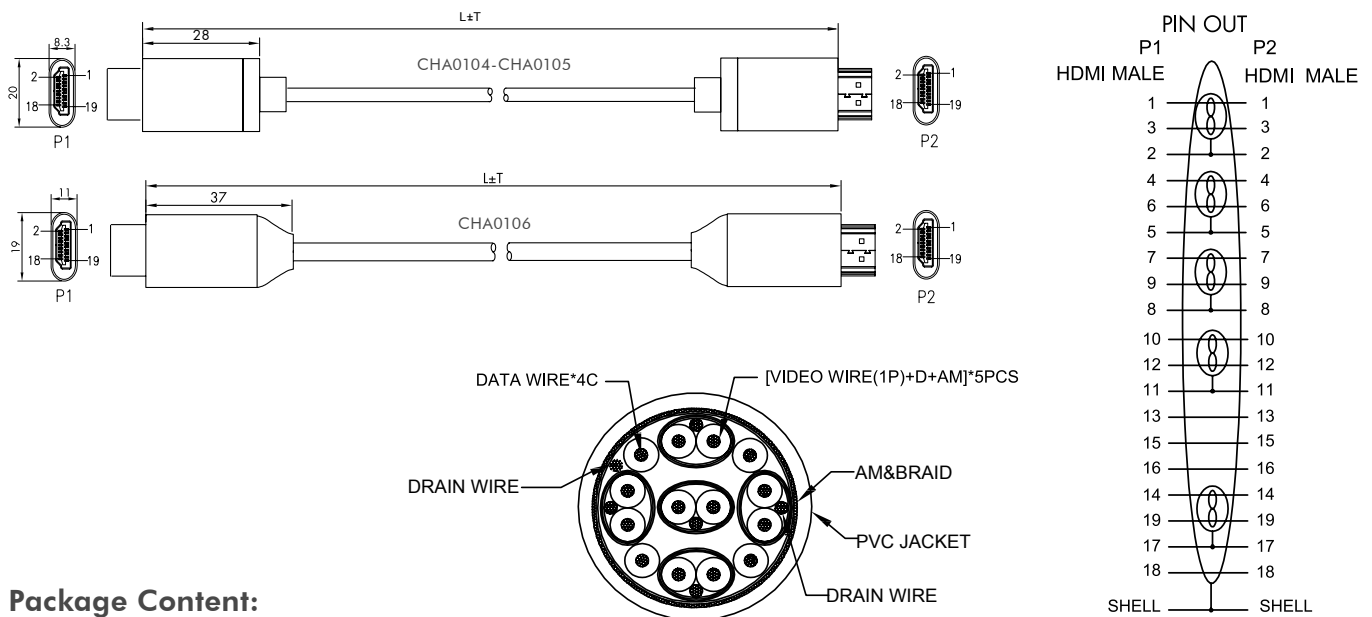 L±T
28
8.3
20
2
1
18
19
P1
CHA0104-CHA0105
2
1
18
19
P2
L±T
37
11
19
2
1
18
19
P1
CHA0106
2
1
18
19
P2
DATA WIRE*4C
[VIDEO WIRE(1P)+D+AM]*5PCS
DRAIN WIRE
AM&BRAID
PVC JACKET
DRAIN WIRE
PIN OUT
P1 P2
HDMI MALE HDMI MALE
1 1
3 3
2 2
4 4
6 6
5 5
7 7
9 9
8 8
10 10
12 12
11 11
13 13
15 15
16 16
14 14
19 19
17 17
18 18
SHELL SHELL
Package Content: